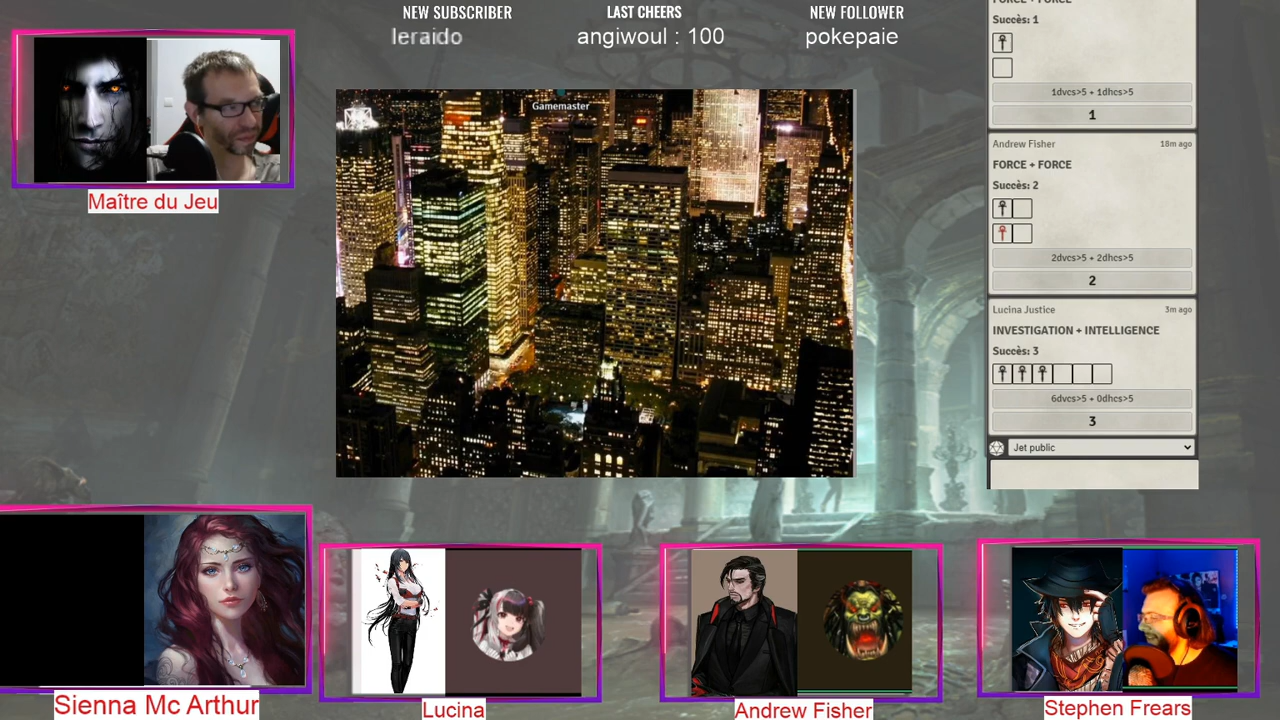 NEW SUBSCRIBER
LAST CHEERS
NEW FOLLOWER
leraido
angiwoul : 100
pokepaie
Gamemaster
Maître du Jeu
FORCE + FORCE
Succès: 1
1dvcs>5 + 1dhcs>5
1
Andrew Fisher
18m ago
FORCE + FORCE
Succès: 2
2dvcs>5 + 2dhcs>5
2
Lucina Justice
3m ago
INVESTIGATION + INTELLIGENCE
Succès: 3
6dvcs>5 + 0dhcs>5
3
Jet public
Sienna Mc Arthur
Lucina
Andrew Fisher
Stephen Frears